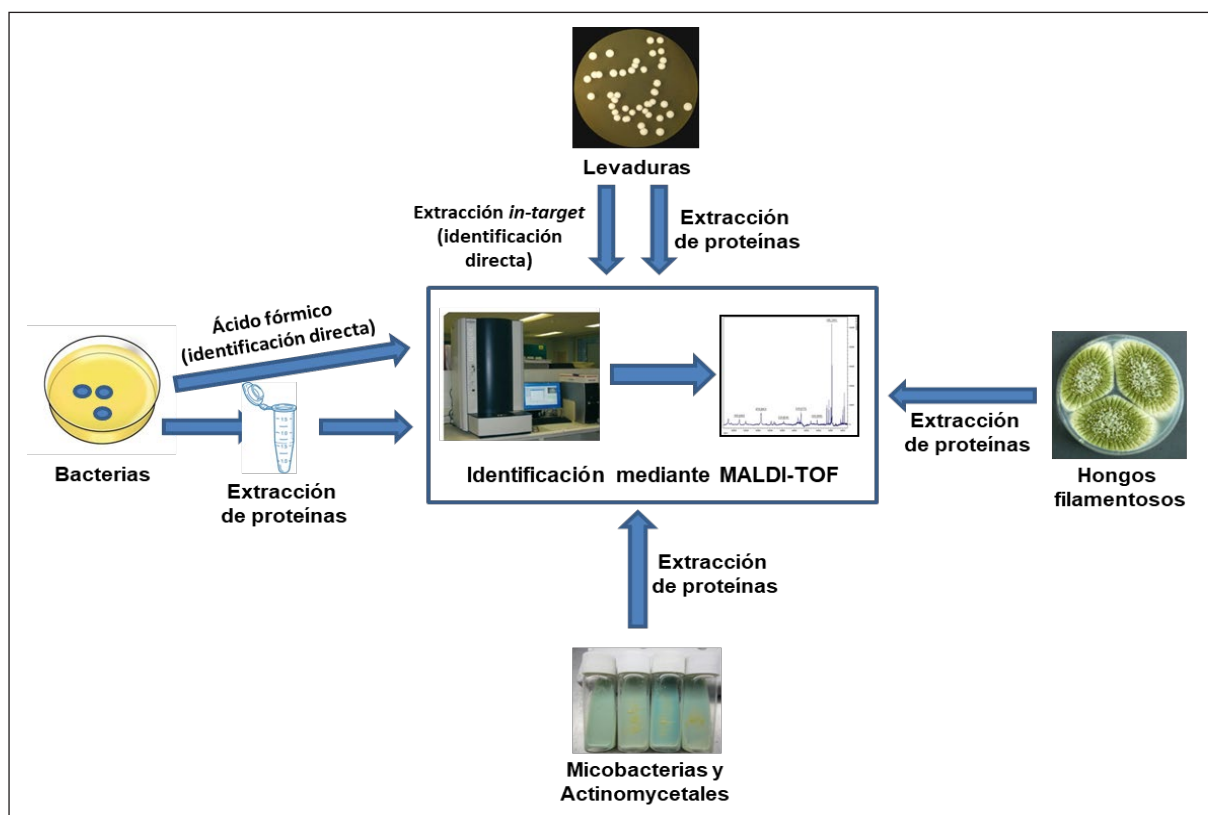 Levaduras
Extracción in-target
(identificación
directa)
Extracción
de proteínas
Ácido fórmico
(identificación directa)
Bacterias
Extracción
de proteínas
Identificación mediante MALDI-TOF
Extracción
de proteínas
Hongos
filamentosos
Extracción
de proteínas
Micobacterias y
Actinomycetales